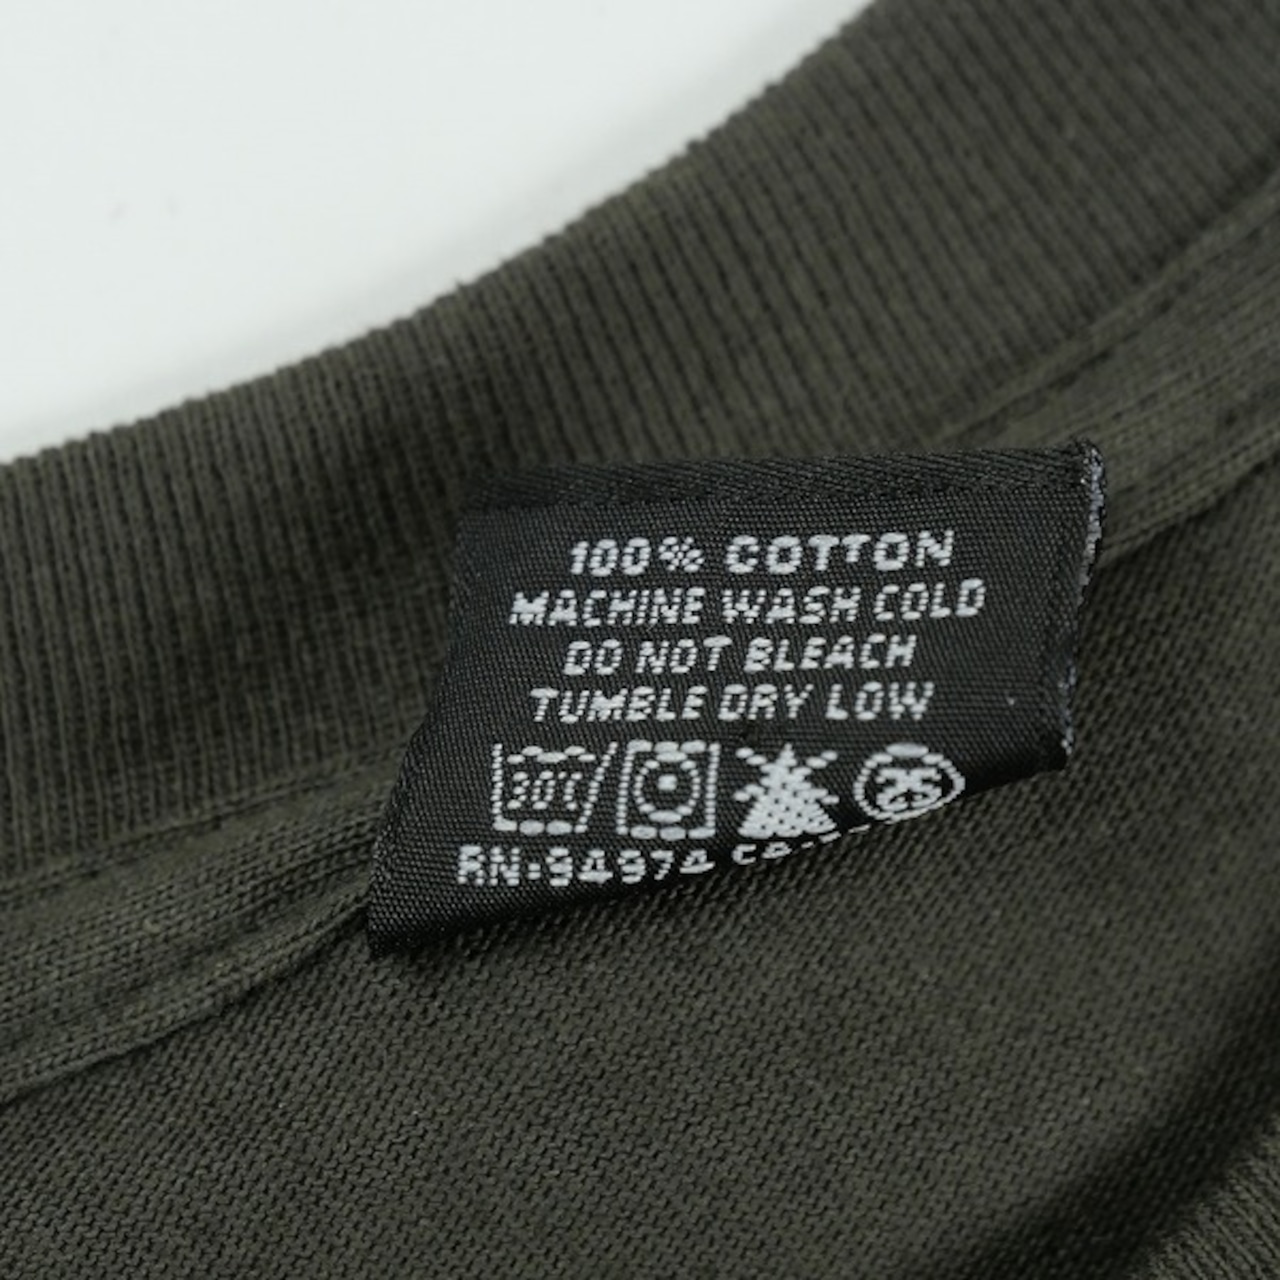 100% COTTON
MACHINE WASH COLD
DO NOT BLEACH
TUMBLE DRY LOW
30°C
RN:94974